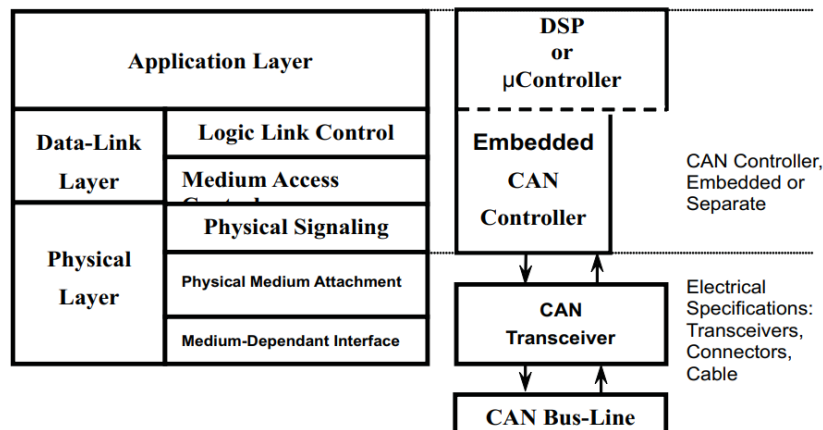 Application Layer
Data-Link
Layer
Logic Link Control
Medium Access
Physical
Layer
Physical Signaling
Physical Medium Attachment
Medium-Dependant Interface
DSP
or
µController
Embedded
CAN
Controller
CAN
Transceiver
CAN Bus-Line
CAN Controller,
Embedded or
Separate
Electrical
Specifications:
Transceivers,
Connectors,
Cable